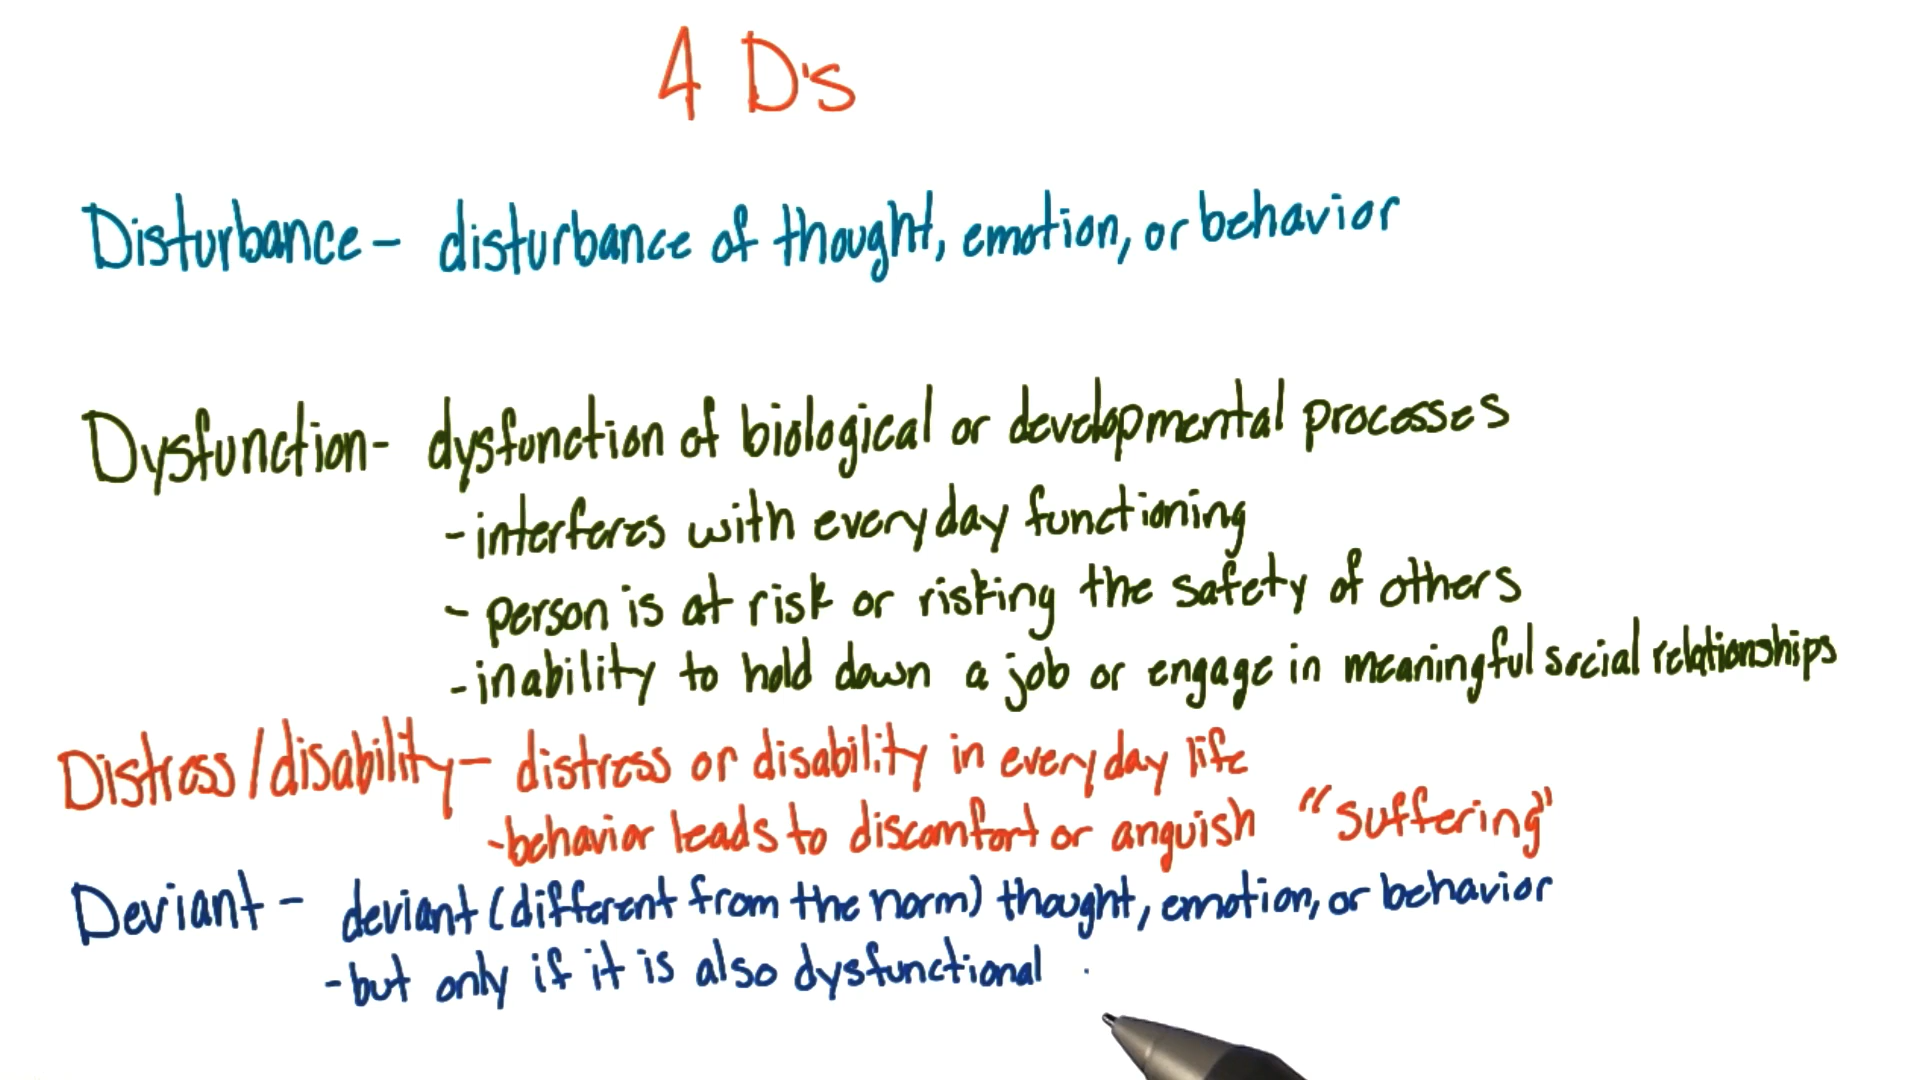 4 D's
Disturbance - disturbance of thought, emotion, or behavior
Dysfunction - dysfunction of biological or developmental processes
- interferes with everyday functioning
- person is at risk or risking the safety of others
- inability to hold down a job or engage in meaningful social relationships
Distress/disability - distress or disability in everyday life
- behavior leads to discomfort or anguish "suffering"
Deviant - deviant (different from the norm) thought, emotion, or behavior
- but only if it is also dysfunctional